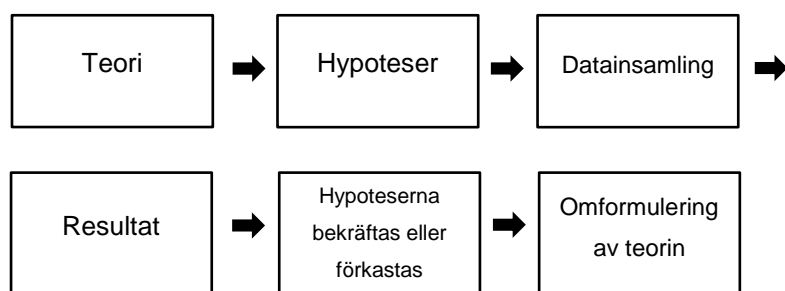 Teori
Hypoteser
Datainsamling
Resultat
Hypoteserna
bekräftas eller
förkastas
Omformulering
av teorin